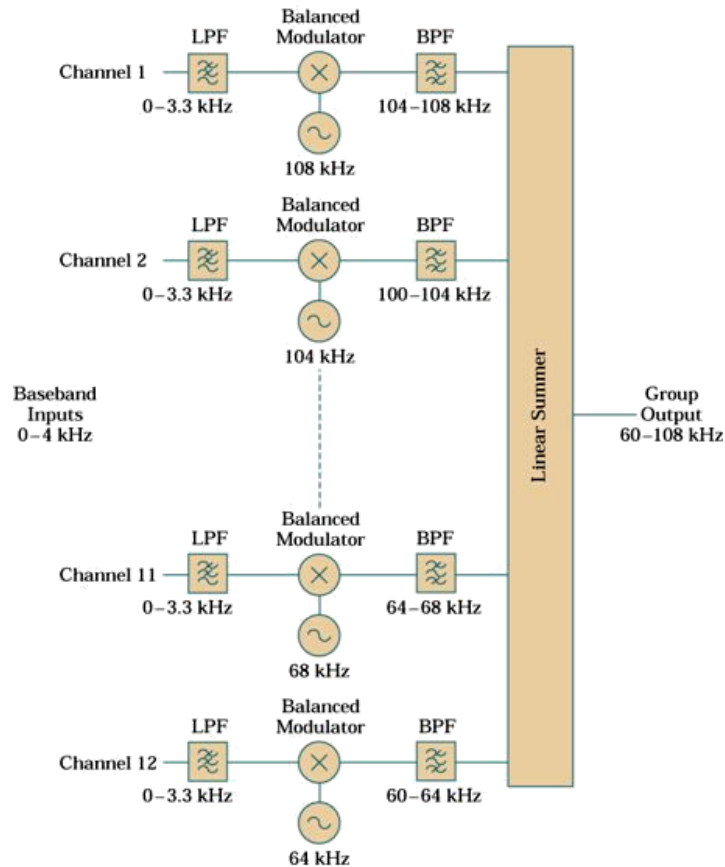 Balanced
Modulator
LPF
BPF
Channel 1
0–3.3 kHz
104–108 kHz
108 kHz
Balanced
Modulator
LPF
BPF
Channel 2
0–3.3 kHz
100–104 kHz
104 kHz
Baseband
Inputs
0–4 kHz
Linear Summer
Group
Output
60–108 kHz
Balanced
Modulator
LPF
BPF
Channel 11
0–3.3 kHz
64–68 kHz
68 kHz
Balanced
Modulator
LPF
BPF
Channel 12
0–3.3 kHz
60–64 kHz
64 kHz